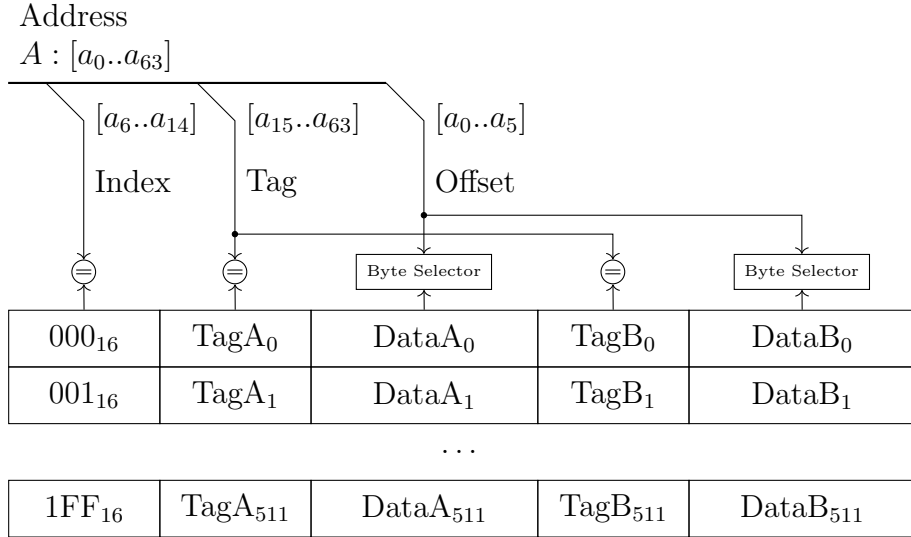 Address
A : [a₀..a₆₃]
[a₆..a₁₄] [a₁₅..a₆₃] [a₀..a₅]
Index Tag Offset
= = Byte Selector = Byte Selector
000₁₆ TagA₀ DataA₀ TagB₀ DataB₀
001₁₆ TagA₁ DataA₁ TagB₁ DataB₁
...
1FF₁₆ TagA₅₁₁ DataA₅₁₁ TagB₅₁₁ DataB₅₁₁